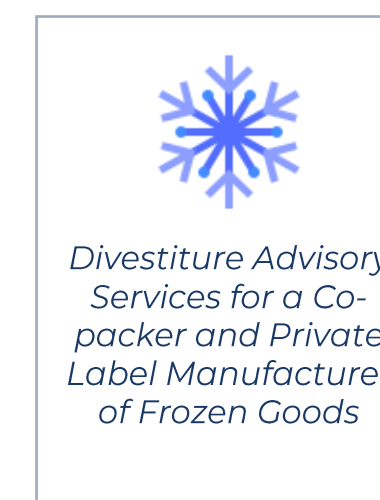 Divestiture Advisory
Services for a Co-
packer and Private
Label Manufacture
of Frozen Goods